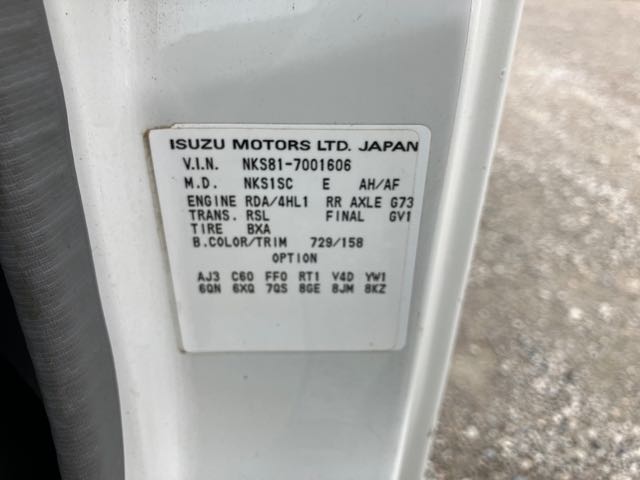 ISUZU MOTORS LTD. JAPAN
V.I.N. NKS81-7001606
M.D. NKS1SC E AH/AF
ENGINE RDA/4HL1 RR AXLE G73
TRANS. RSL FINAL GV1
TIRE BXA
B.COLOR/TRIM 729/158
OPTION
AJ3 C60 FF0 RT1 V4D YW1
6QN 6XQ 7QS 8GE 8JM 8KZ